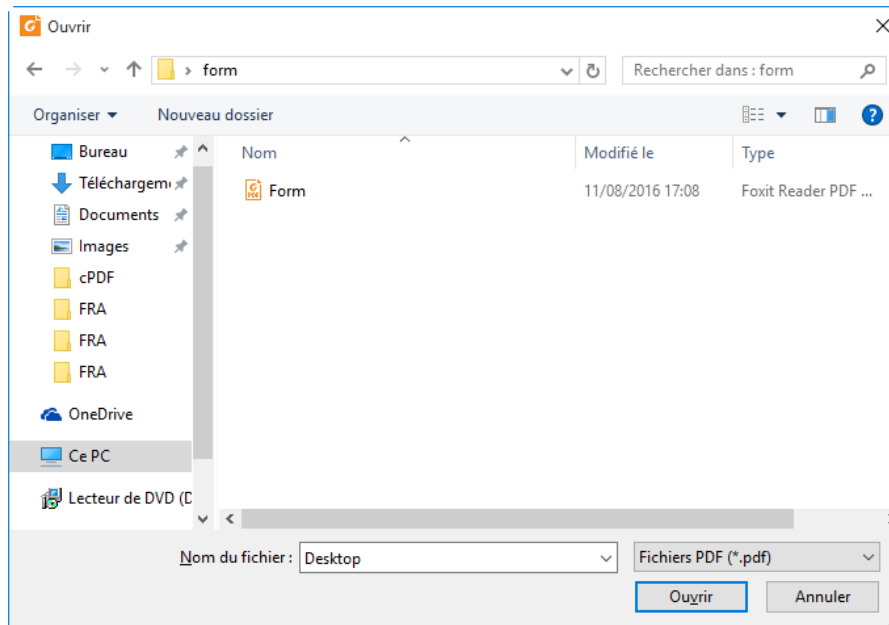 Ouvrir
form
Rechercher dans : form
Organiser
Nouveau dossier
Bureau
Nom
Modifié le
Type
Téléchargem
Form
11/08/2016 17:08
Foxit Reader PDF ...
Documents
Images
cPDF
FRA
FRA
FRA
OneDrive
Ce PC
Lecteur de DVD (D
Nom du fichier :
Desktop
Fichiers PDF (*.pdf)
Ouvrir
Annuler